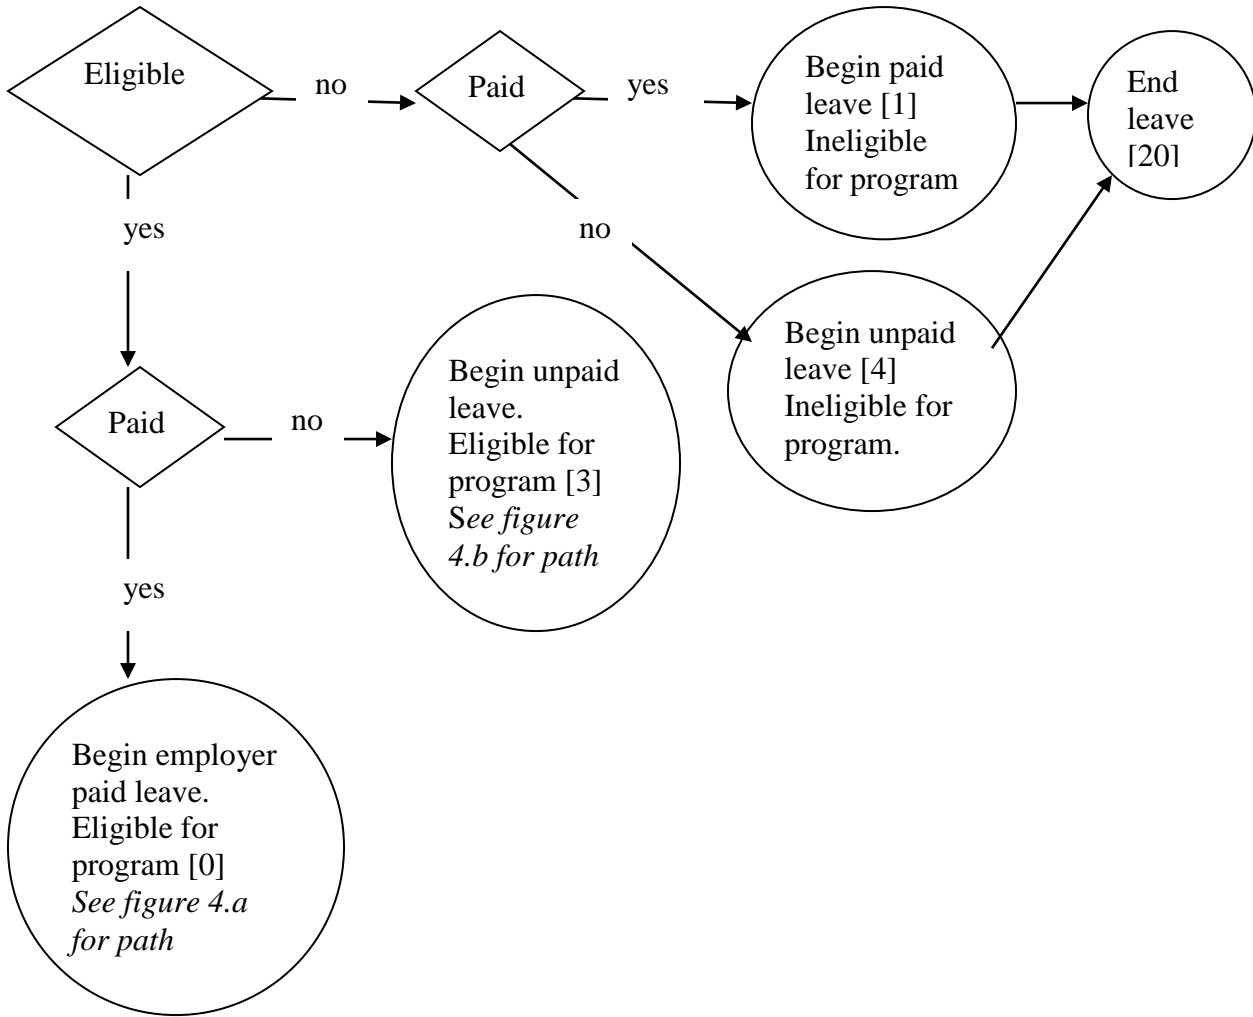 Eligible
no
Paid
yes
Begin paid
leave [1]
Ineligible
for program
End
leave
[20]
yes
no
Begin unpaid
leave [4]
Ineligible for
program.
Paid
no
Begin unpaid
leave.
Eligible for
program [3]
See figure
4.b for path
yes
Begin employer
paid leave.
Eligible for
program [0]
See figure 4.a
for path